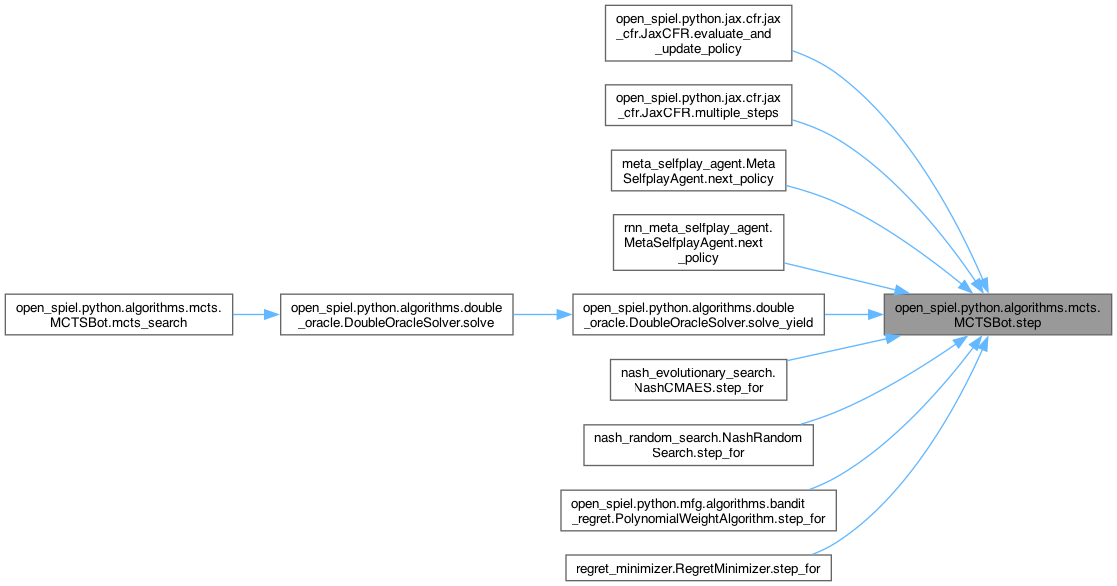 open_spiel.python.jax.cfr.jax
_cfr.JaxCFR.evaluate_and
_update_policy
open_spiel.python.jax.cfr.jax
_cfr.JaxCFR.multiple_steps
meta_selfplay_agent.Meta
SelfplayAgent.next_policy
rnn_meta_selfplay_agent.
MetaSelfplayAgent.next
_policy
open_spiel.python.algorithms.mcts.
MCTSBot.mcts_search
open_spiel.python.algorithms.double
_oracle.DoubleOracleSolver.solve
open_spiel.python.algorithms.double
_oracle.DoubleOracleSolver.solve_yield
open_spiel.python.algorithms.mcts.
MCTSBot.step
nash_evolutionary_search.
NashCMAES.step_for
nash_random_search.NashRandom
Search.step_for
open_spiel.python.mfg.algorithms.bandit
_regret.PolynomialWeightAlgorithm.step_for
regret_minimizer.RegretMinimizer.step_for